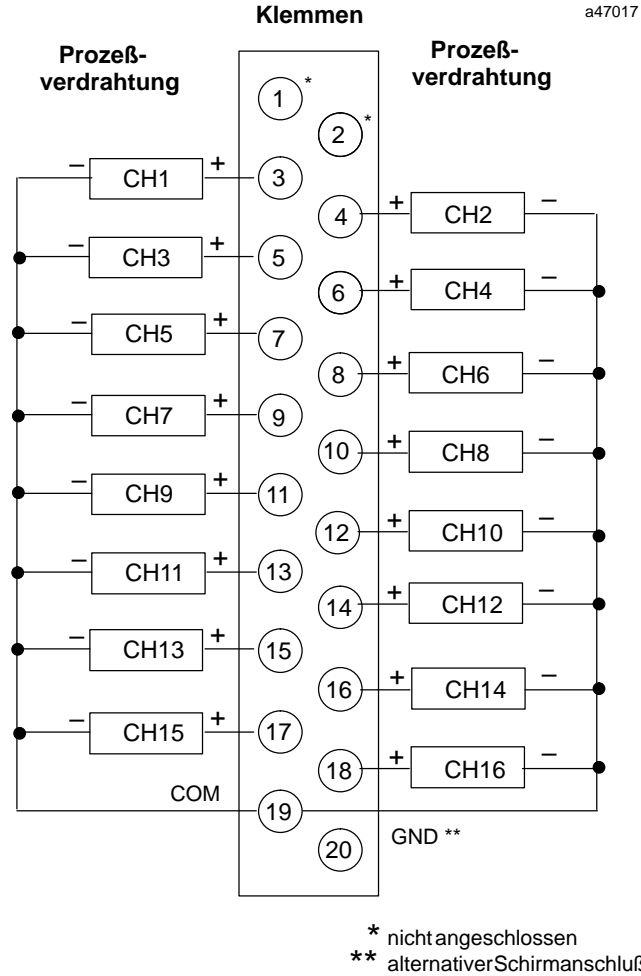 Klemmen
a47017
Prozeß-
verdrahtung
Prozeß-
verdrahtung
1 *
2 *
– CH1 + 3
4 + CH2 –
– CH3 + 5
6 + CH4 –
– CH5 + 7
8 + CH6 –
– CH7 + 9
10 + CH8 –
– CH9 + 11
12 + CH10 –
– CH11 + 13
14 + CH12 –
– CH13 + 15
16 + CH14 –
– CH15 + 17
18 + CH16 –
COM 19
20 GND **
* nicht angeschlossen
** alternativer Schirmanschluß